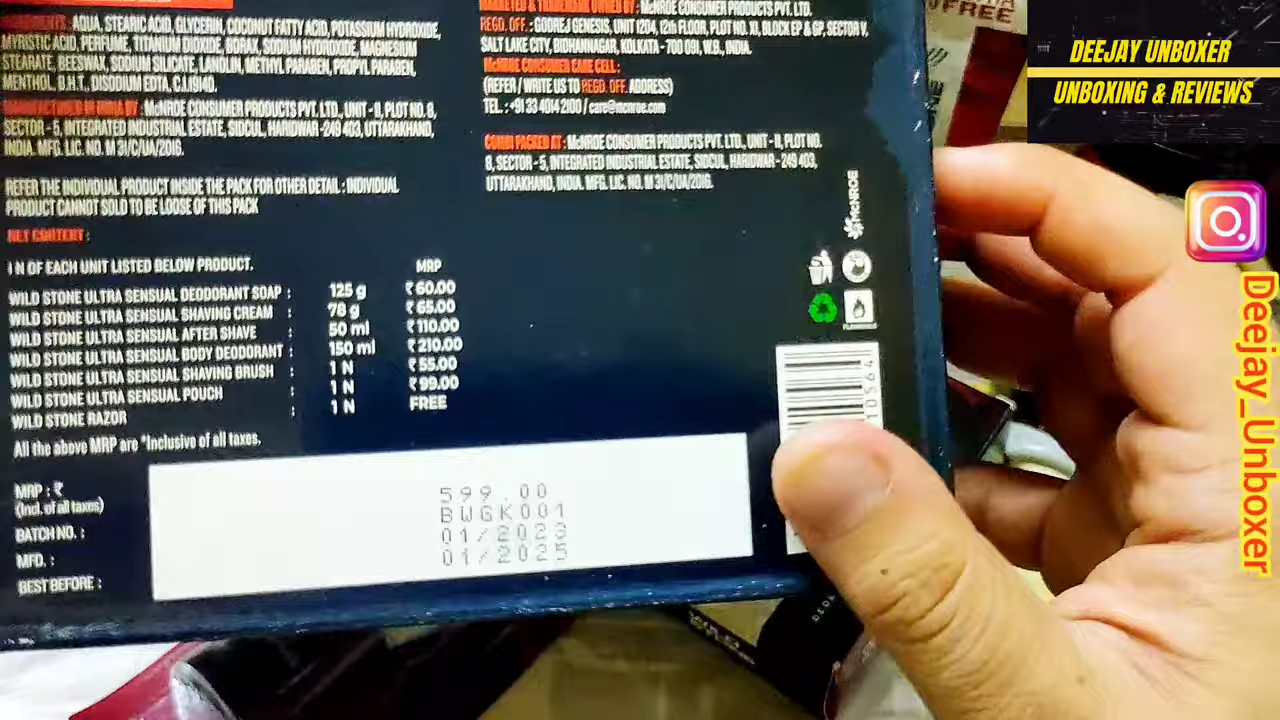 INGREDIENTS: AQUA, STEARIC ACID, GLYCERIN, COCONUT FATTY ACID, POTASSIUM HYDROXIDE,
MYRISTIC ACID, PERFUME, TITANIUM DIOXIDE, BORAX, SODIUM HYDROXIDE, MAGNESIUM
STEARATE, BEESWAX, SODIUM SILICATE, LANOLIN, METHYL PARABEN, PROPYL PARABEN,
MENTHOL, B.H.T., DISODIUM EDTA, C.I.19140.
MANUFACTURED IN INDIA BY : McNROE CONSUMER PRODUCTS PVT. LTD., UNIT - II, PLOT NO. 8,
SECTOR - 5, INTEGRATED INDUSTRIAL ESTATE, SIDCUL, HARIDWAR - 249 403, UTTARAKHAND,
INDIA. MFG. LIC. NO. M 31/C/UA/2016.
REFER THE INDIVIDUAL PRODUCT INSIDE THE PACK FOR OTHER DETAIL : INDIVIDUAL
PRODUCT CANNOT SOLD TO BE LOOSE OF THIS PACK
NET CONTENT :
1 N OF EACH UNIT LISTED BELOW PRODUCT. MRP
WILD STONE ULTRA SENSUAL DEODORANT SOAP : 125 g ₹ 60.00
WILD STONE ULTRA SENSUAL SHAVING CREAM : 78 g ₹ 65.00
WILD STONE ULTRA SENSUAL AFTER SHAVE : 50 ml ₹ 110.00
WILD STONE ULTRA SENSUAL BODY DEODORANT : 150 ml ₹ 210.00
WILD STONE ULTRA SENSUAL SHAVING BRUSH : 1 N ₹ 55.00
WILD STONE ULTRA SENSUAL POUCH : 1 N ₹ 99.00
WILD STONE RAZOR : 1 N FREE
All the above MRP are *Inclusive of all taxes.
MRP : ₹
(Incl. of all taxes)
BATCH NO. :
MFD. :
BEST BEFORE :
599.00
BWGK001
01/2023
01/2025
MARKETED & TRADEMARK OWNED BY : McNROE CONSUMER PRODUCTS PVT. LTD.
REGD. OFF. : GODREJ GENESIS, UNIT 1204, 12th FLOOR, PLOT NO. XI, BLOCK EP & GP, SECTOR V,
SALT LAKE CITY, BIDHANNAGAR, KOLKATA - 700 091, W.B., INDIA.
McNROE CONSUMER CARE CELL :
(REFER / WRITE US TO REGD. OFF. ADDRESS)
TEL. : +91 33 4014 2100 / care@mcnroe.com
COMBI PACKED AT : McNROE CONSUMER PRODUCTS PVT. LTD., UNIT - II, PLOT NO.
8, SECTOR - 5, INTEGRATED INDUSTRIAL ESTATE, SIDCUL, HARIDWAR - 249 403,
UTTARAKHAND, INDIA. MFG. LIC. NO. M 31/C/UA/2016.
McNROE
FLAMMABLE
10564
FREE
DEEJAY UNBOXER
UNBOXING & REVIEWS
Deejay_Unboxer